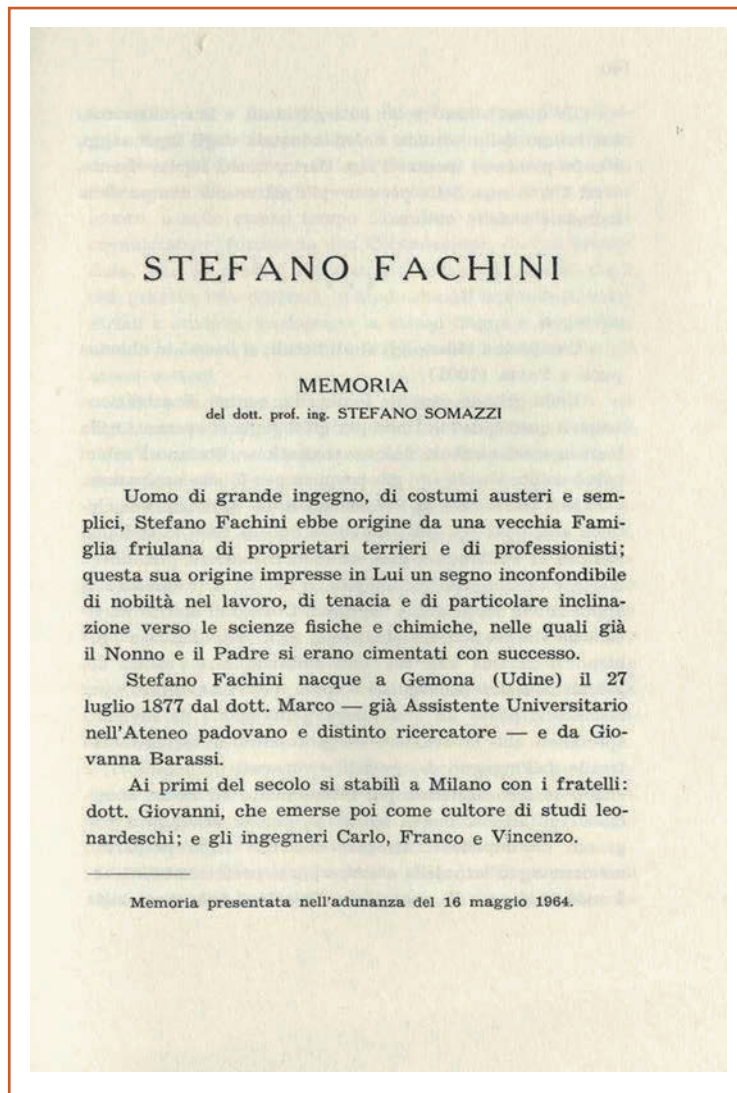 STEFANO FACHINI
MEMORIA
del dott. prof. ing. STEFANO SOMAZZI
Uomo di grande ingegno, di costumi austeri e sem-
plici, Stefano Fachini ebbe origine da una vecchia Fami-
glia friulana di proprietari terrieri e di professionisti;
questa sua origine impresse in Lui un segno inconfondibile
di nobiltà nel lavoro, di tenacia e di particolare inclina-
zione verso le scienze fisiche e chimiche, nelle quali già
il Nonno e il Padre si erano cimentati con successo.
Stefano Fachini nacque a Gemona (Udine) il 27
luglio 1877 dal dott. Marco — già Assistente Universitario
nell'Ateneo padovano e distinto ricercatore — e da Gio-
vanna Barassi.
Ai primi del secolo si stabilì a Milano con i fratelli:
dott. Giovanni, che emerse poi come cultore di studi leo-
nardeschi; e gli ingegneri Carlo, Franco e Vincenzo.
Memoria presentata nell'adunanza del 16 maggio 1964.